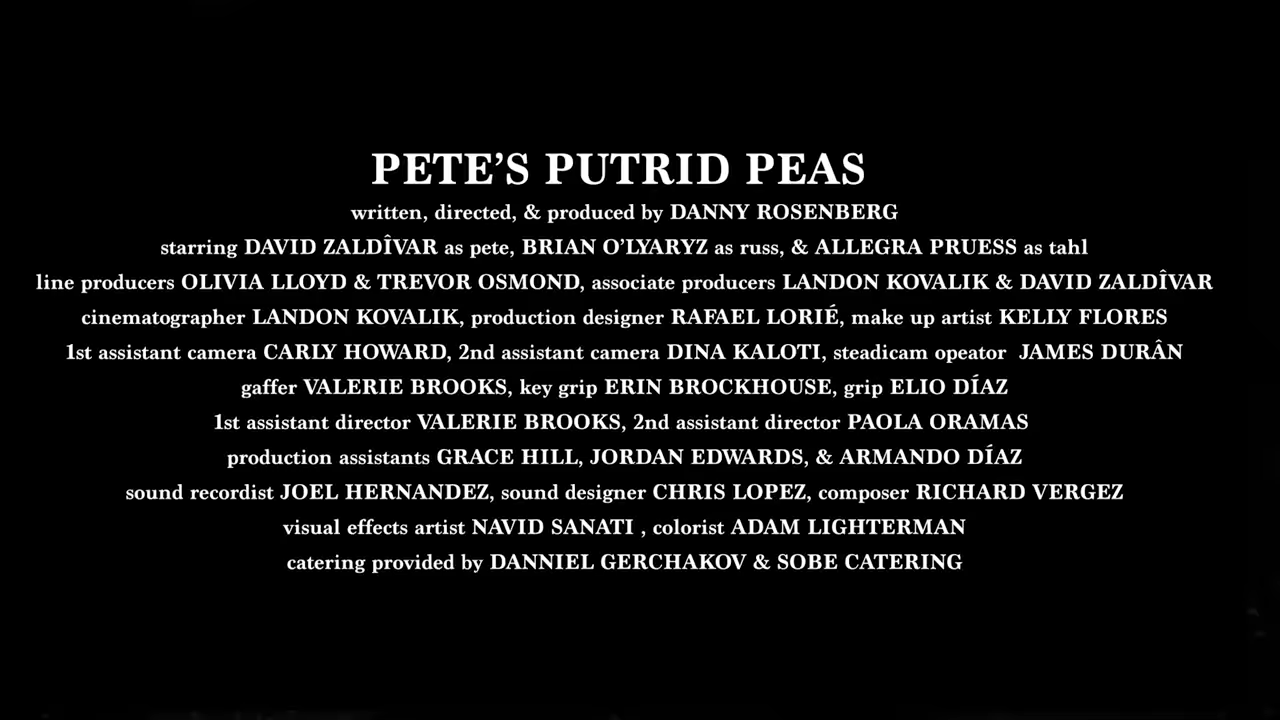 PETE’S PUTRID PEAS
written, directed, & produced by DANNY ROSENBERG
starring DAVID ZALDÎVAR as pete, BRIAN O’LYARYZ as russ, & ALLEGRA PRUESS as tahl
line producers OLIVIA LLOYD & TREVOR OSMOND, associate producers LANDON KOVALIK & DAVID ZALDÎVAR
cinematographer LANDON KOVALIK, production designer RAFAEL LORIÉ, make up artist KELLY FLORES
1st assistant camera CARLY HOWARD, 2nd assistant camera DINA KALOTI, steadicam opeator  JAMES DURÂN
gaffer VALERIE BROOKS, key grip ERIN BROCKHOUSE, grip ELIO DÍAZ
1st assistant director VALERIE BROOKS, 2nd assistant director PAOLA ORAMAS
production assistants GRACE HILL, JORDAN EDWARDS, & ARMANDO DÍAZ
sound recordist JOEL HERNANDEZ, sound designer CHRIS LOPEZ, composer RICHARD VERGEZ
visual effects artist NAVID SANATI , colorist ADAM LIGHTERMAN
catering provided by DANNIEL GERCHAKOV & SOBE CATERING